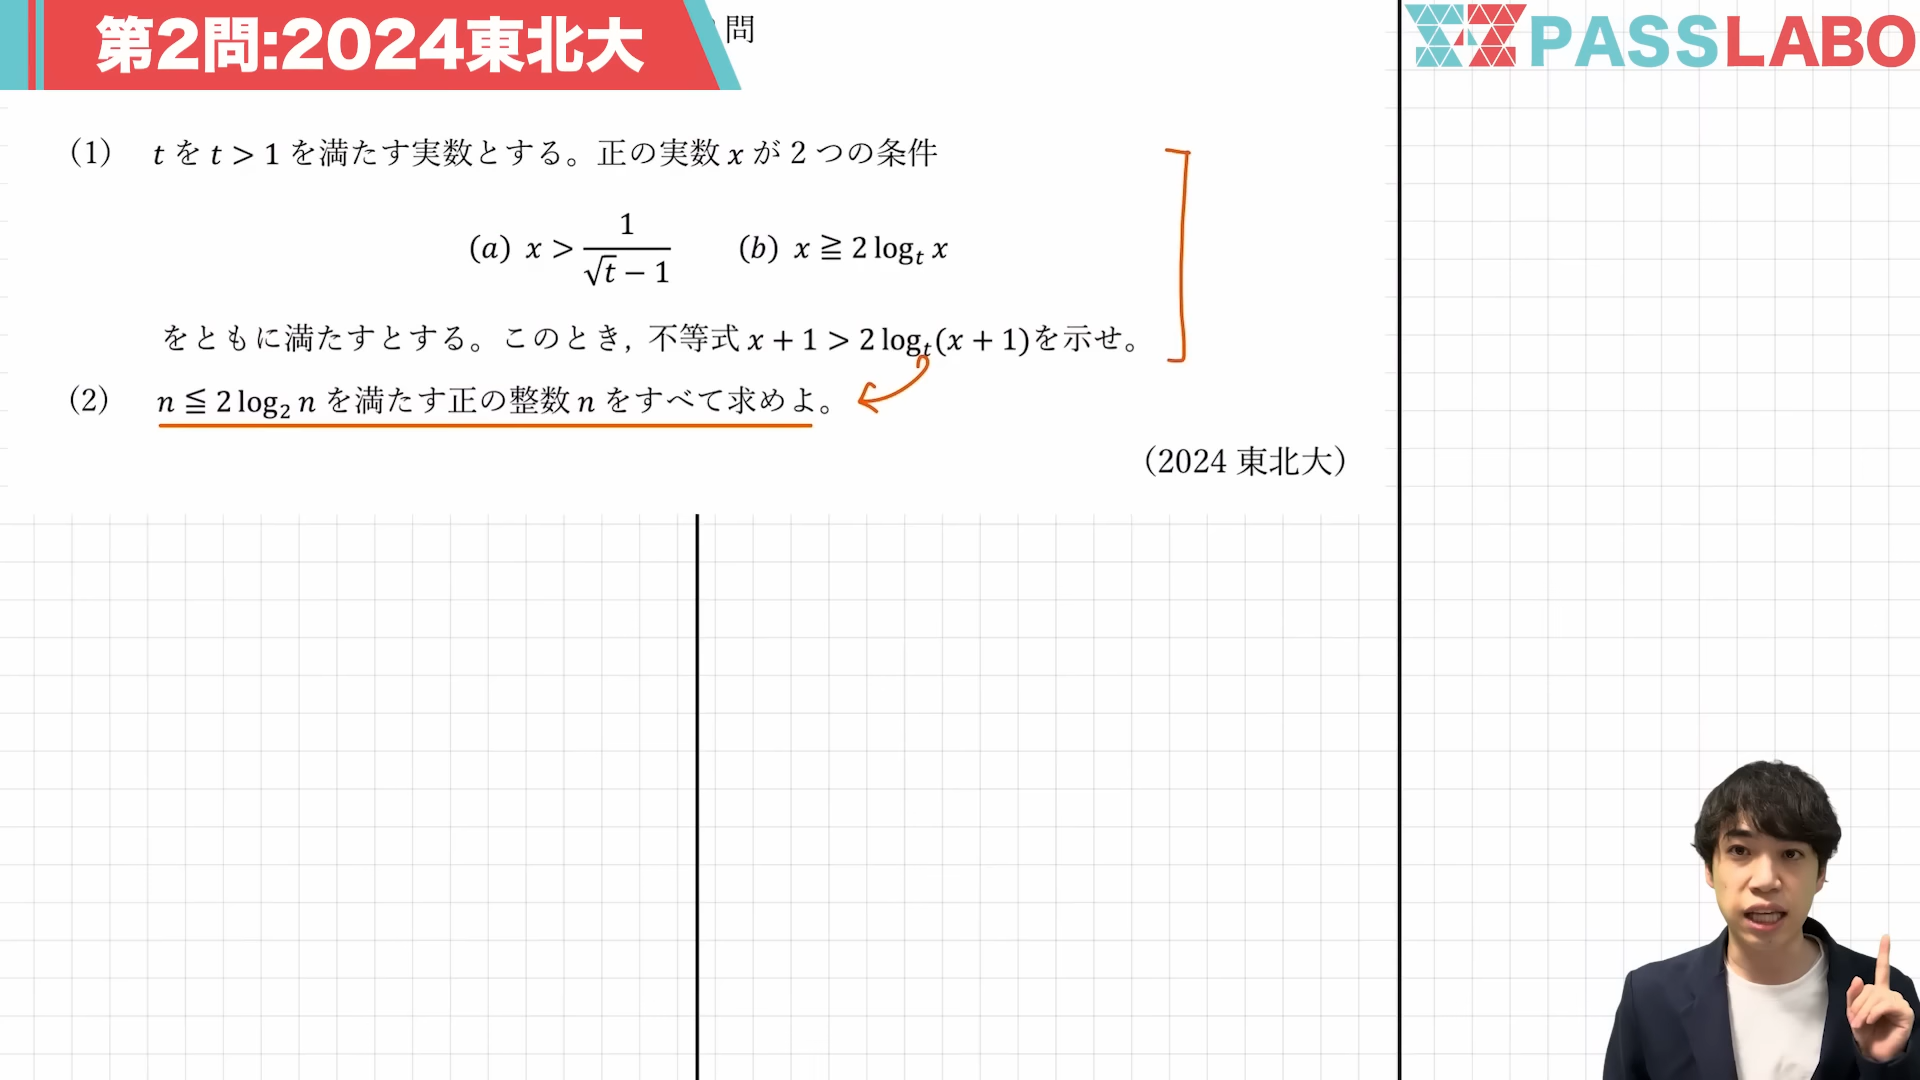 第2問:2024東北大
問
PASSLABO
(1) tをt > 1を満たす実数とする。正の実数xが2つの条件
(a) x > \frac{1}{\sqrt{t} - 1} (b) x ≧ 2 log_t x
をともに満たすとする。このとき, 不等式x + 1 > 2 log_t(x + 1)を示せ。
(2) n ≦ 2 log_2 n を満たす正の整数nをすべて求めよ。
(2024 東北大)